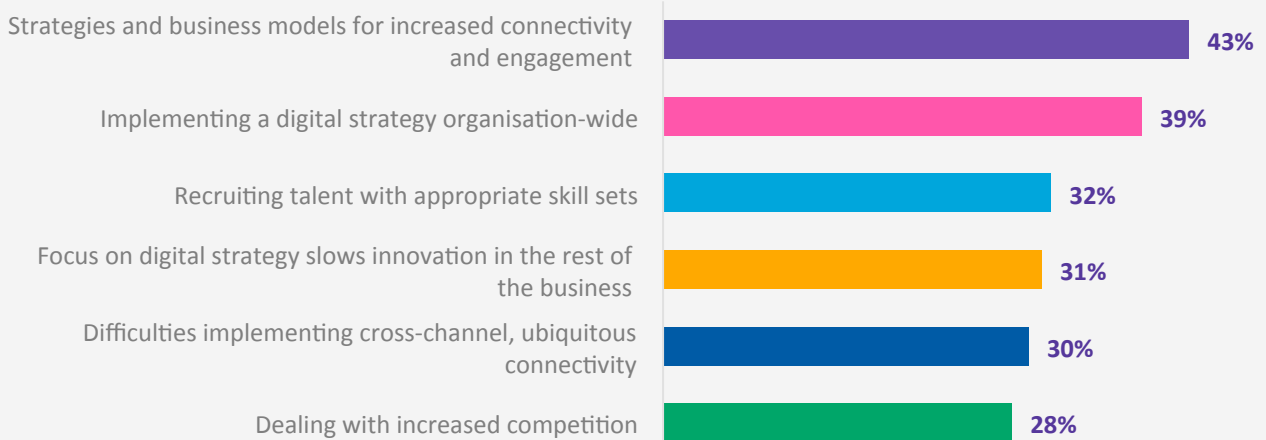 Strategies and business models for increased connectivity
and engagement
43%
Implementing a digital strategy organisation-wide
39%
Recruiting talent with appropriate skill sets
32%
Focus on digital strategy slows innovation in the rest of
the business
31%
Difficulties implementing cross-channel, ubiquitous
connectivity
30%
Dealing with increased competition
28%